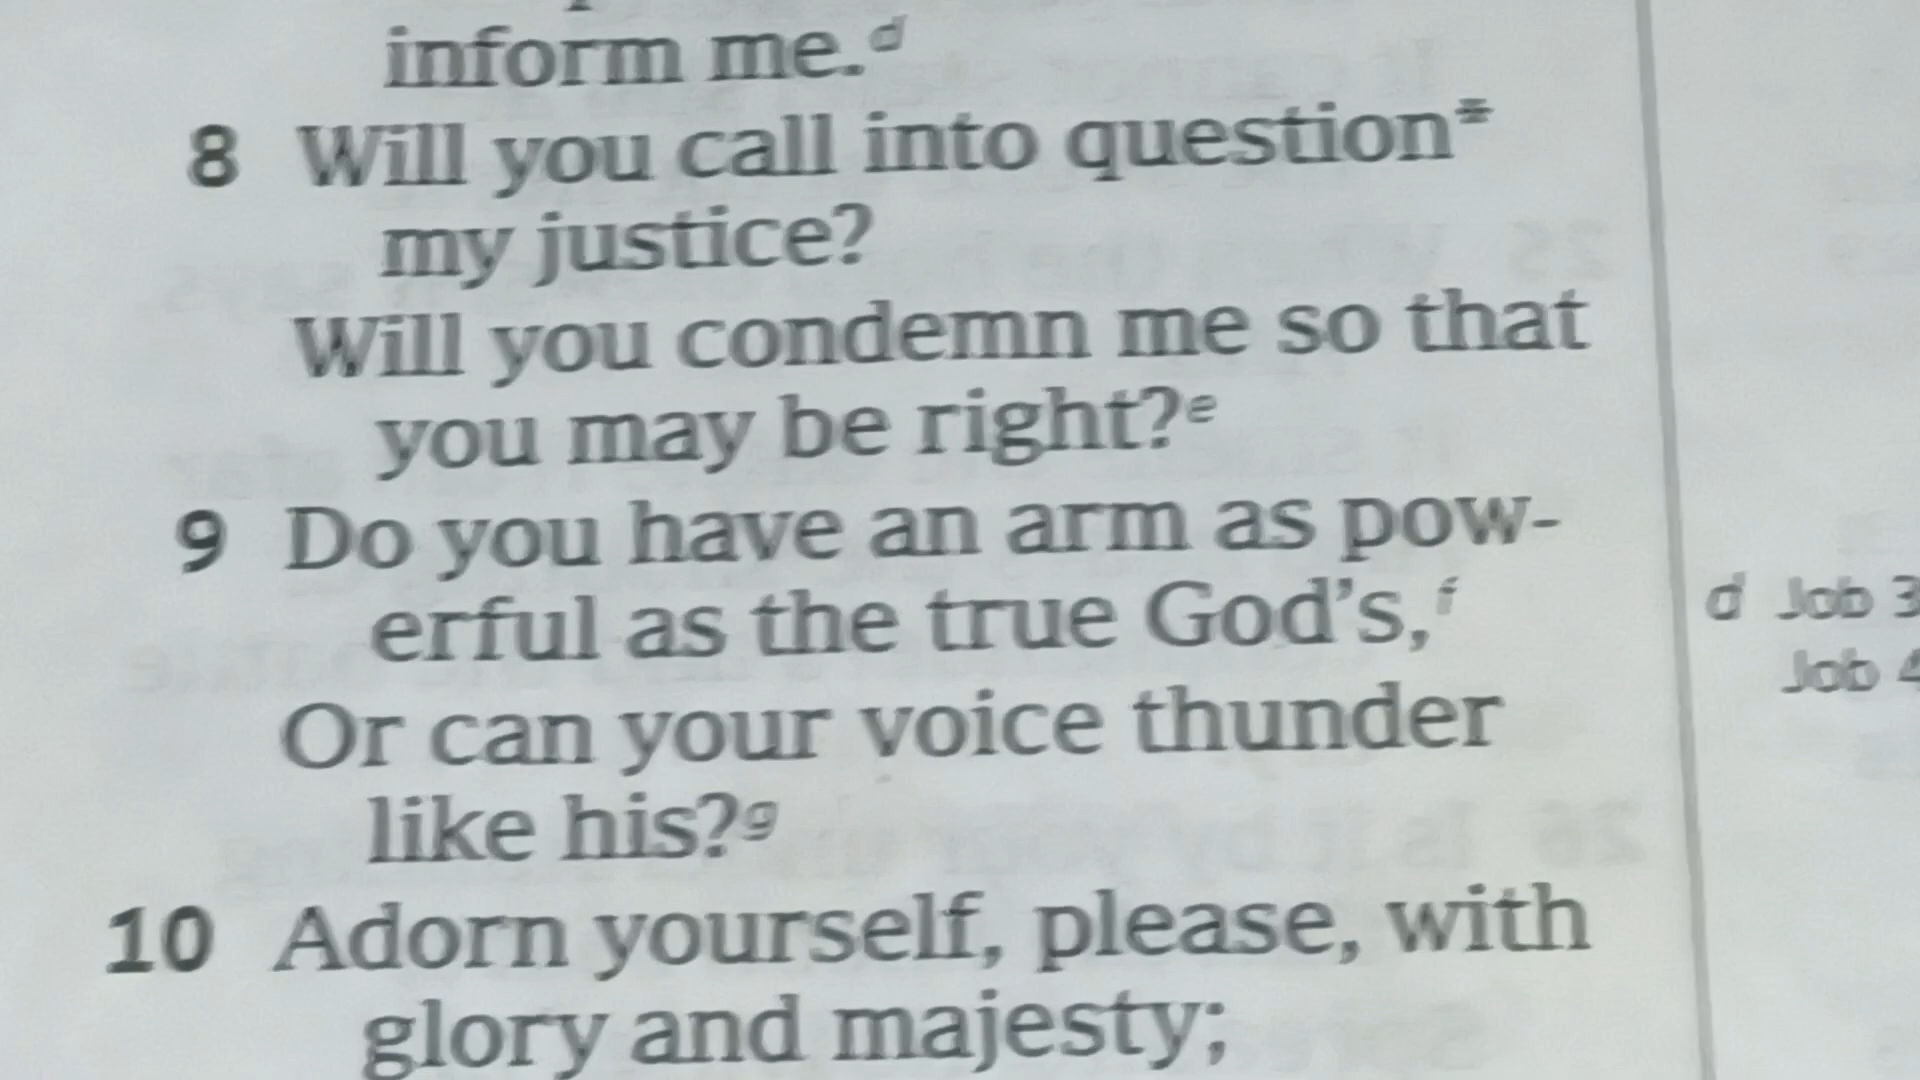 inform me.d
8 Will you call into question*
my justice?
Will you condemn me so that
you may be right?e
9 Do you have an arm as pow-
erful as the true God's,f
Or can your voice thunder
like his?g
10 Adorn yourself, please, with
glory and majesty;
d Job 3
Job 4